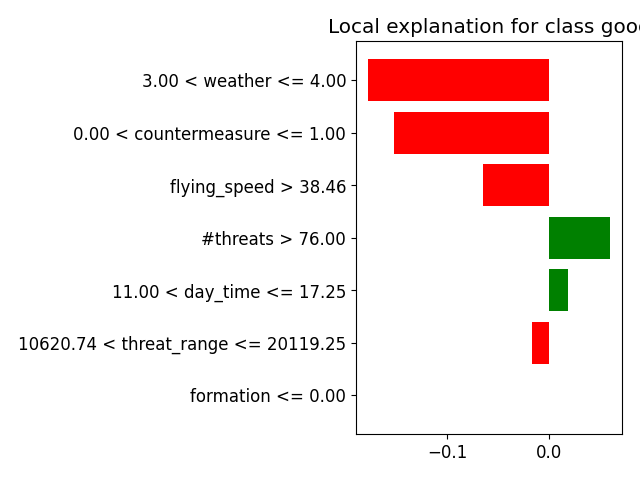 Local explanation for class goo
3.00 < weather <= 4.00
0.00 < countermeasure <= 1.00
flying_speed > 38.46
#threats > 76.00
11.00 < day_time <= 17.25
10620.74 < threat_range <= 20119.25
formation <= 0.00
−0.1 0.0